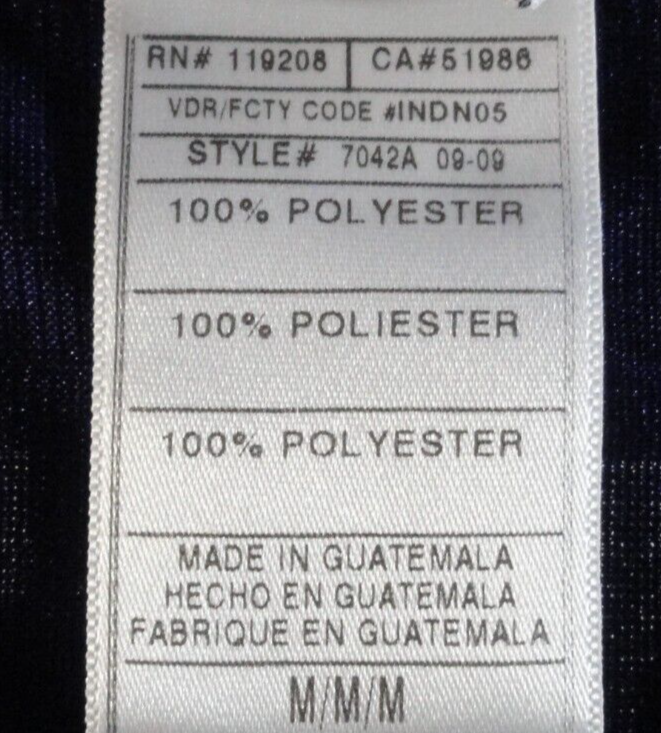 RN# 119208 CA#51986
VDR/FCTY CODE #INDN05
STYLE# 7042A 09-09
100% POLYESTER
100% POLIESTER
100% POLYESTER
MADE IN GUATEMALA
HECHO EN GUATEMALA
FABRIQUE EN GUATEMALA
M/M/M